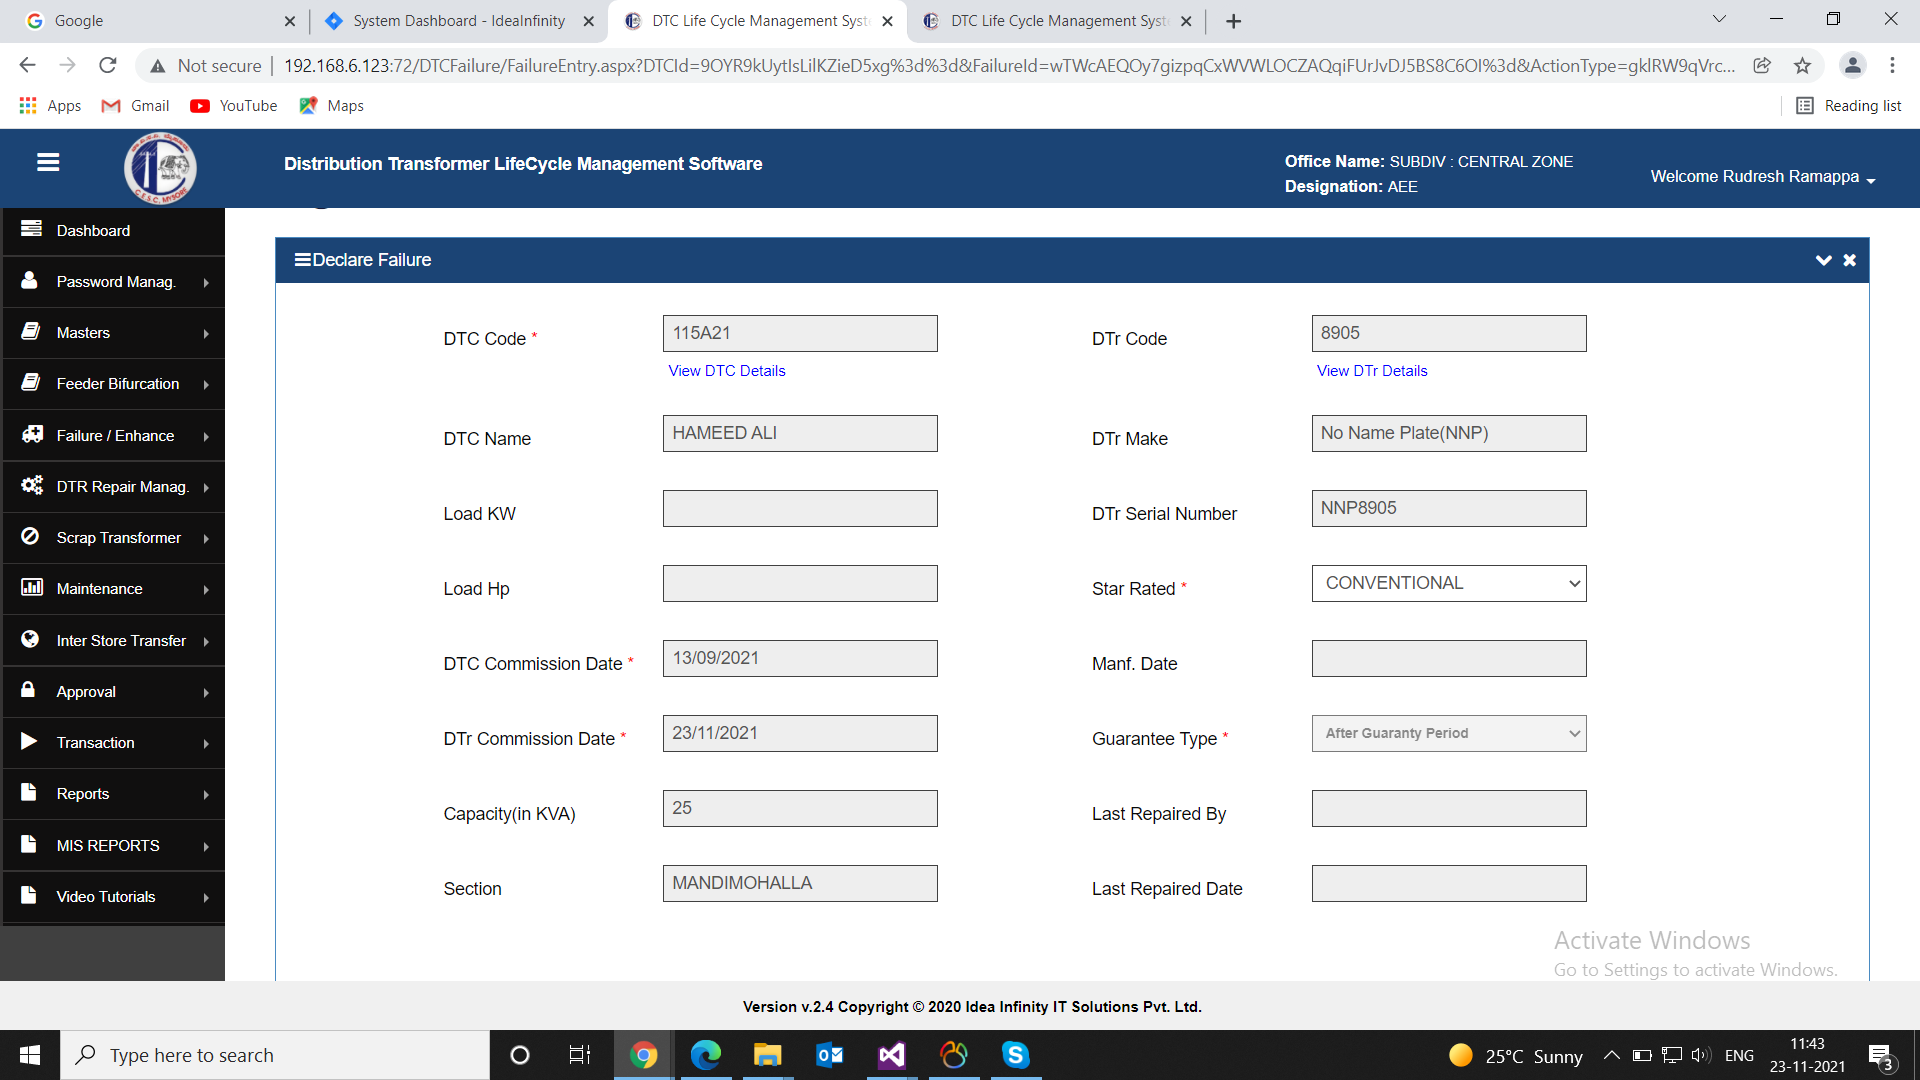 Google
System Dashboard - IdeaInfinity
DTC Life Cycle Management Syst
DTC Life Cycle Management Syst
Not secure
192.168.6.123:72/DTCFailure/FailureEntry.aspx?DTCId=9OYR9kUytIsLilKZieD5xg%3d%3d&FailureId=wTWcAEQOy7gizpqCxWVWLOCZAQqiFUrJvDJ5BS8C6OI%3d&ActionType=gklRW9qVrc...
Apps
Gmail
YouTube
Maps
Reading list
Distribution Transformer LifeCycle Management Software
Office Name: SUBDIV : CENTRAL ZONE
Designation: AEE
Welcome Rudresh Ramappa
Dashboard
Password Manag.
Masters
Feeder Bifurcation
Failure / Enhance
DTR Repair Manag.
Scrap Transformer
Maintenance
Inter Store Transfer
Approval
Transaction
Reports
MIS REPORTS
Video Tutorials
Declare Failure
DTC Code * 115A21
View DTC Details
DTr Code 8905
View DTr Details
DTC Name HAMEED ALI
DTr Make No Name Plate(NNP)
Load KW
DTr Serial Number NNP8905
Load Hp
Star Rated * CONVENTIONAL
DTC Commission Date * 13/09/2021
Manf. Date
DTr Commission Date * 23/11/2021
Guarantee Type * After Guaranty Period
Capacity(in KVA) 25
Last Repaired By
Section MANDIMOHALLA
Last Repaired Date
Activate Windows
Go to Settings to activate Windows.
Version v.2.4 Copyright © 2020 Idea Infinity IT Solutions Pvt. Ltd.
Type here to search
25°C Sunny
ENG
11:43
23-11-2021
3